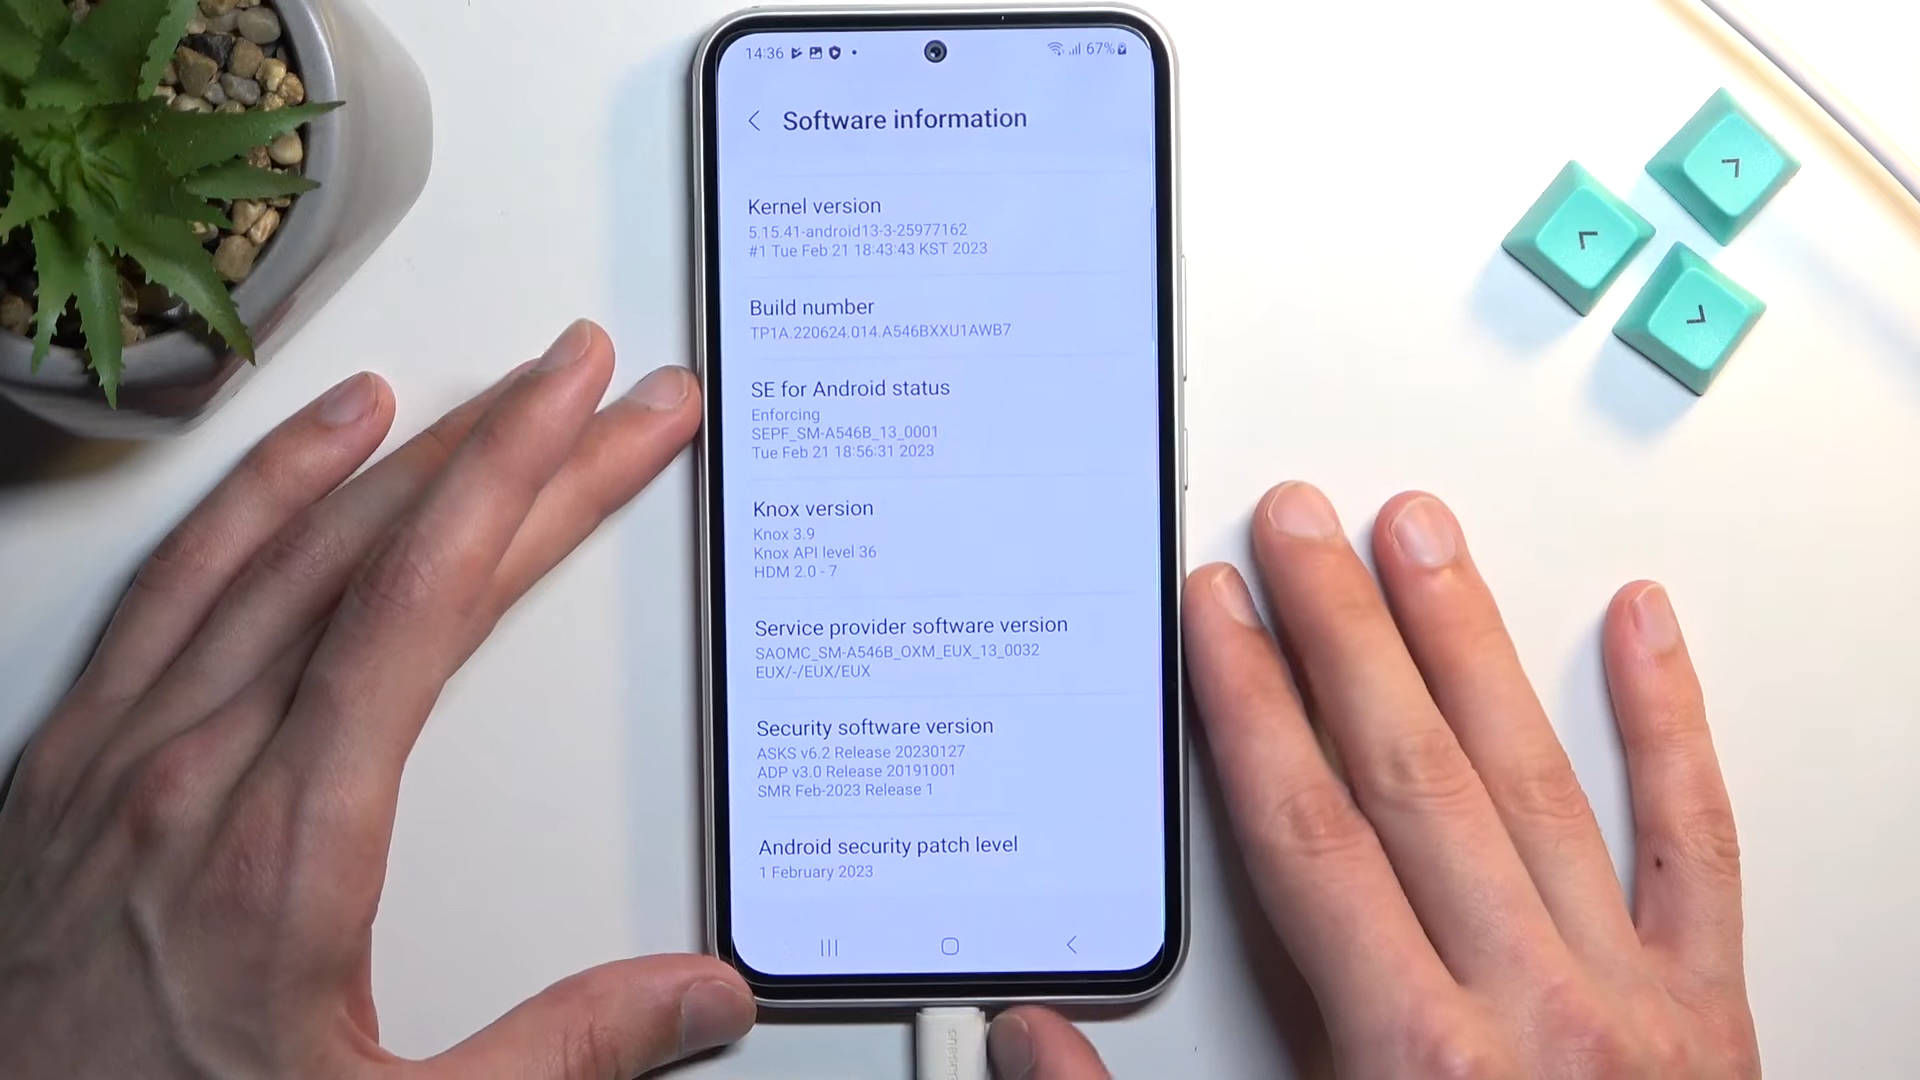 14:36 67%
Software information
Kernel version
5.15.41-android13-3-25977162
#1 Tue Feb 21 18:43:43 KST 2023
Build number
TP1A.220624.014.A546BXXU1AWB7
SE for Android status
Enforcing
SEPF_SM-A546B_13_0001
Tue Feb 21 18:56:31 2023
Knox version
Knox 3.9
Knox API level 36
HDM 2.0 - 7
Service provider software version
SAOMC_SM-A546B_OXM_EUX_13_0032
EUX/-/EUX/EUX
Security software version
ASKS v6.2 Release 20230127
ADP v3.0 Release 20191001
SMR Feb-2023 Release 1
Android security patch level
1 February 2023